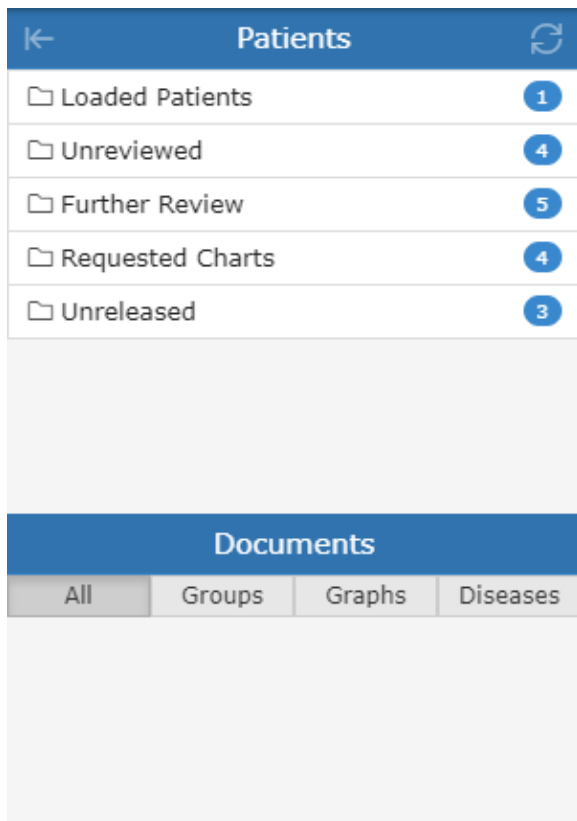 Patients
Loaded Patients 1
Unreviewed 4
Further Review 5
Requested Charts 4
Unreleased 3
Documents
All Groups Graphs Diseases